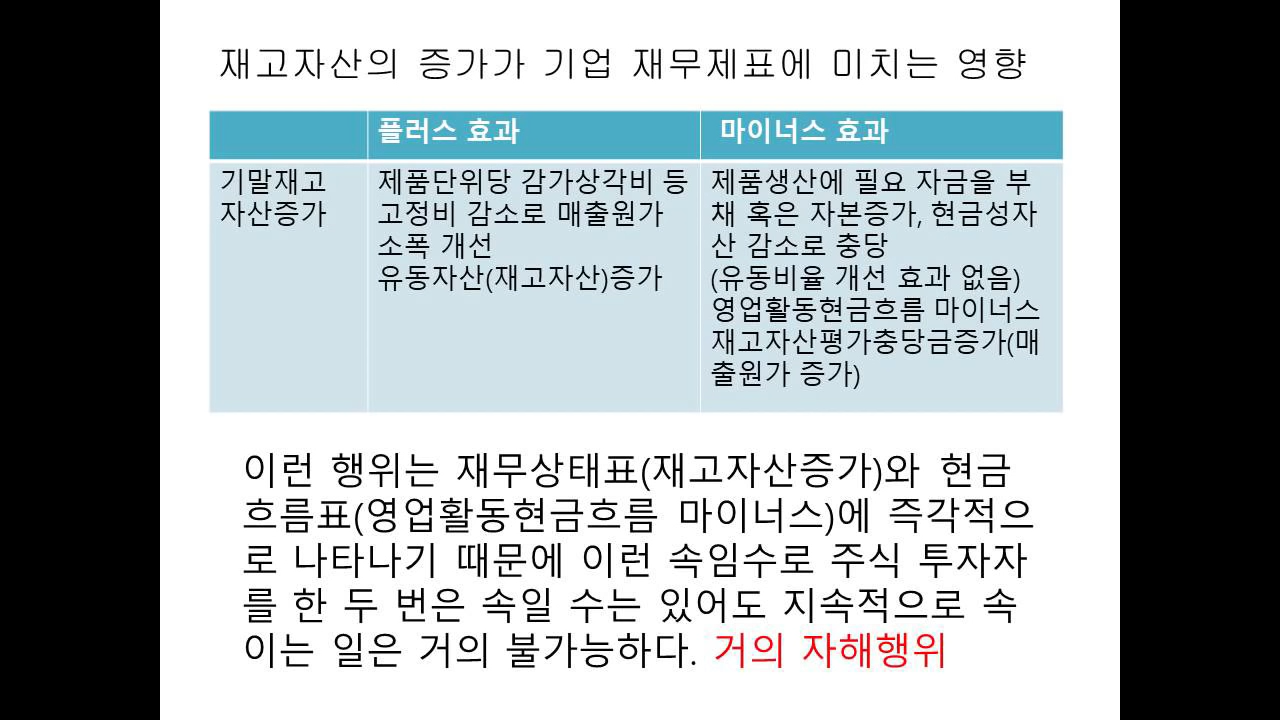 재고자산의 증가가 기업 재무제표에 미치는 영향
플러스 효과
마이너스 효과
기말재고
자산증가
제품단위당 감가상각비 등
고정비 감소로 매출원가
소폭 개선
유동자산(재고자산)증가
제품생산에 필요 자금을 부
채 혹은 자본증가, 현금성자
산 감소로 충당
(유동비율 개선 효과 없음)
영업활동현금흐름 마이너스
재고자산평가충당금증가(매
출원가 증가)
이런 행위는 재무상태표(재고자산증가)와 현금
흐름표(영업활동현금흐름 마이너스)에 즉각적으
로 나타나기 때문에 이런 속임수로 주식 투자자
를 한 두 번은 속일 수는 있어도 지속적으로 속
이는 일은 거의 불가능하다. 거의 자해행위